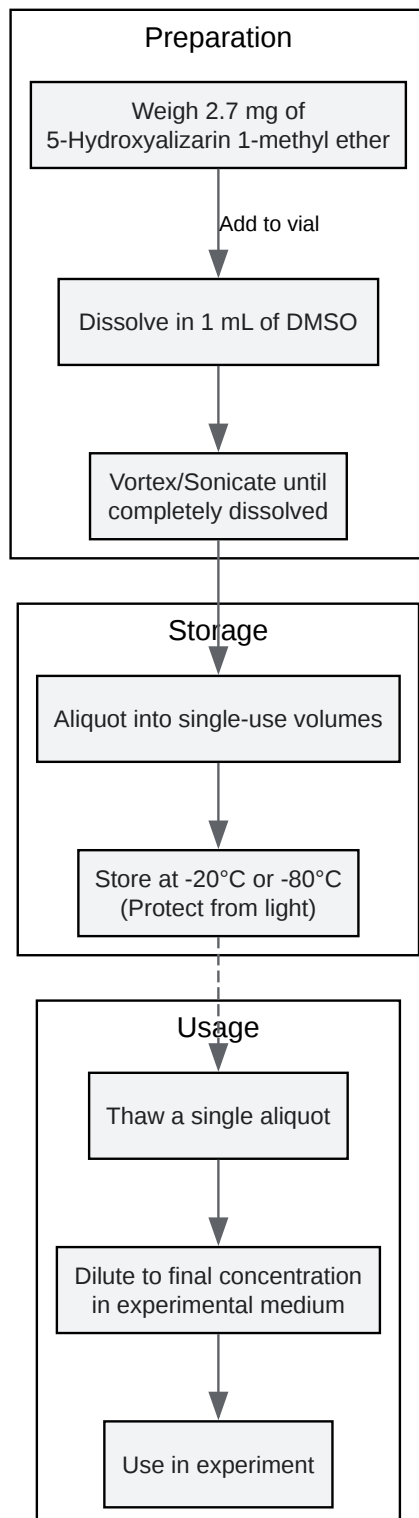 Preparation
Weigh 2.7 mg of
5-Hydroxyalizarin 1-methyl ether
Add to vial
Dissolve in 1 mL of DMSO
Vortex/Sonicate until
completely dissolved
Storage
Aliquot into single-use volumes
Store at -20°C or -80°C
(Protect from light)
Usage
Thaw a single aliquot
Dilute to final concentration
in experimental medium
Use in experiment